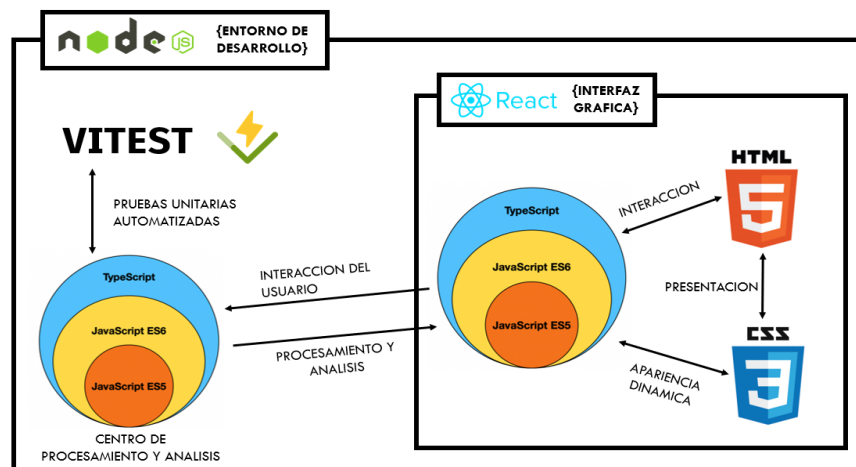 node JS
{ENTORNO DE
DESARROLLO}
React
{INTERFAZ
GRAFICA}
VITEST
PRUEBAS UNITARIAS
AUTOMATIZADAS
TypeScript
JavaScript ES6
JavaScript ES5
CENTRO DE
PROCESAMIENTO Y ANALISIS
INTERACCION DEL
USUARIO
PROCESAMIENTO Y
ANALISIS
TypeScript
JavaScript ES6
JavaScript ES5
INTERACCION
HTML
5
PRESENTACION
CSS
3
APARIENCIA
DINAMICA